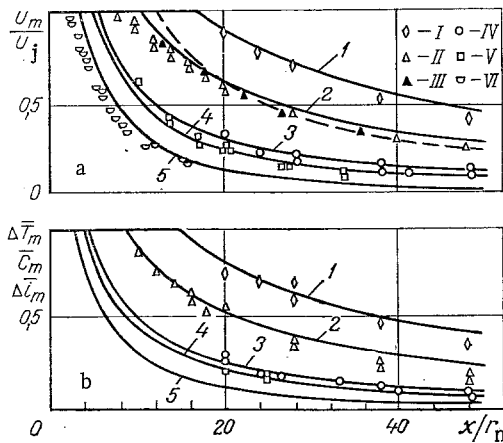 U_m/U_j
0,5
0
a
1
2
3
4
5
◊-I
△-II
▲-III
○-IV
□-V
-VI
ΔT̅_m
C̅_m
Δi̅_m
0,5
b
1
2
3
4
5
0
20
40
x/r_n